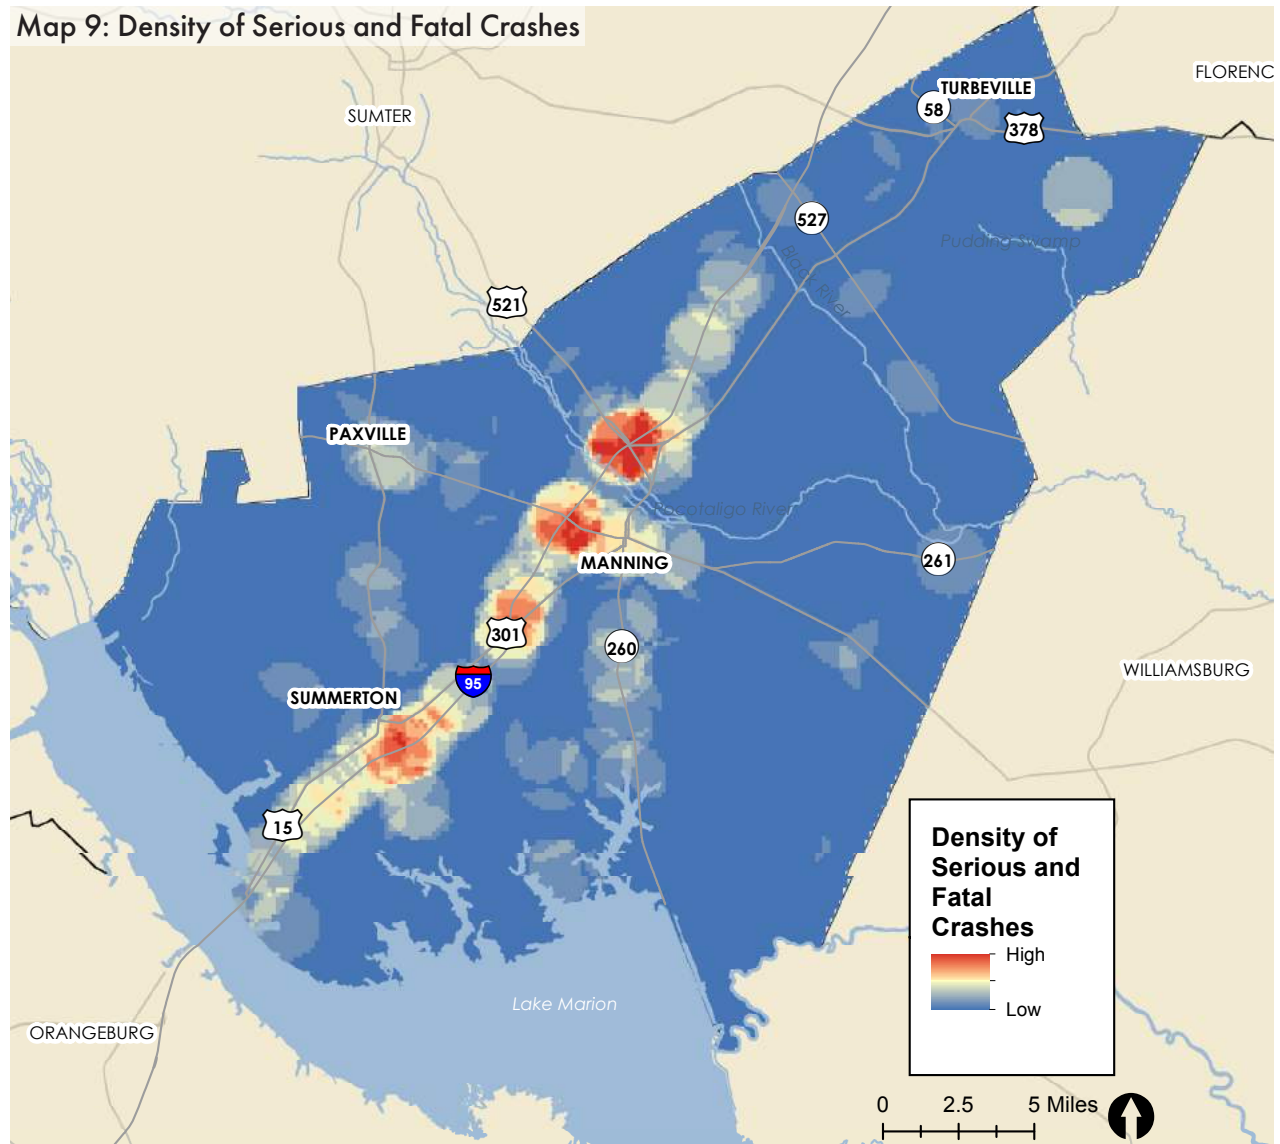 Map 9: Density of Serious and Fatal Crashes
FLORENC
TURBEVILLE
58
SUMTER
378
527
Pudding Swamp
Black River
521
PAXVILLE
Pocotaligo River
MANNING
261
301
260
WILLIAMSBURG
95
SUMMERTON
15
Density of
Serious and
Fatal
Crashes
High
Low
Lake Marion
ORANGEBURG
0 2.5 5 Miles